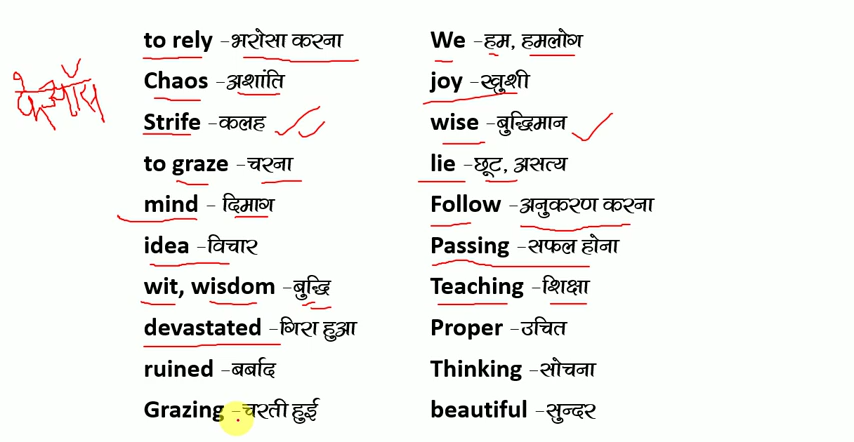 to rely -भरोसा करना
Chaos -अशांति
Strife -कलह
to graze -चरना
mind - दिमाग
idea -विचार
wit, wisdom -बुद्धि
devastated -गिरा हुआ
ruined -बर्बाद
Grazing -चरती हुई
We -हम, हमलोग
joy -खुशी
wise -बुद्धिमान
lie -छूट, असत्य
Follow -अनुकरण करना
Passing -सफल होना
Teaching -शिक्षा
Proper -उचित
Thinking -सोचना
beautiful -सुन्दर